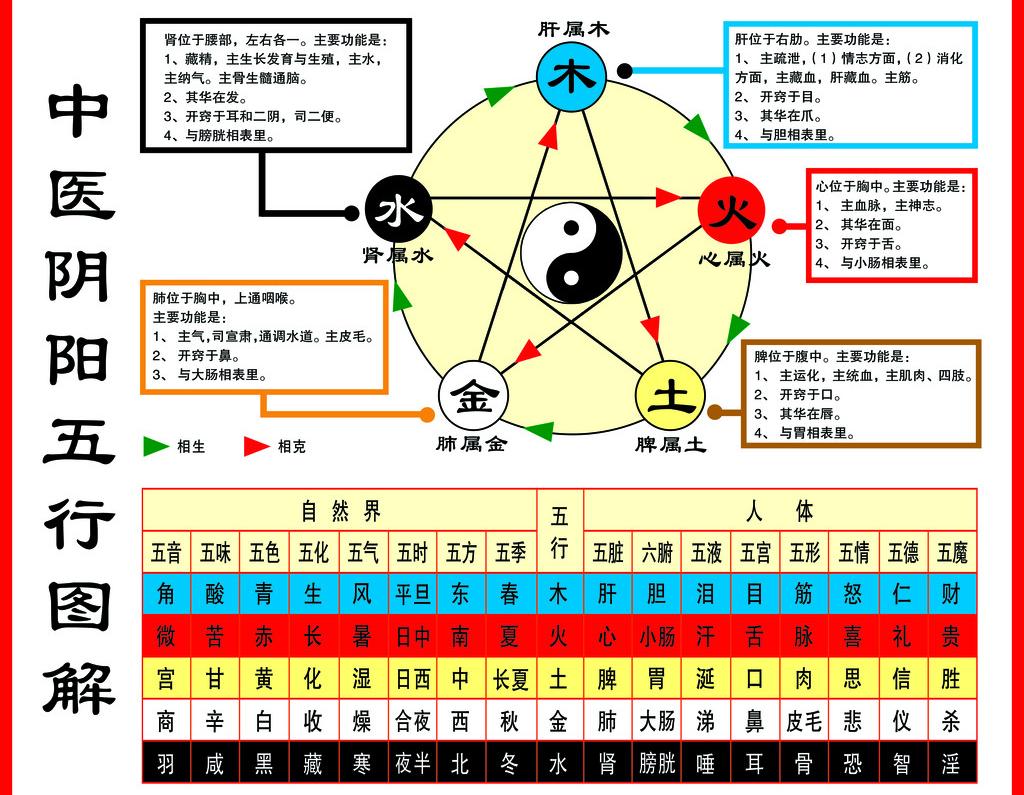 中医阴阳五行图解
肾位于腰部，左右各一。主要功能是：
1、藏精，主生长发育与生殖，主水，
主纳气。主骨生髓通脑。
2、其华在发。
3、开窍于耳和二阴，司二便。
4、与膀胱相表里。
肝属木
木
肝位于右肋。主要功能是：
1、 主疏泄，（1）情志方面，（2）消化
方面，主藏血，肝藏血。主筋。
2、 开窍于目。
3、 其华在爪。
4、 与胆相表里。
水
肾属水
火
心属火
心位于胸中。主要功能是：
1、 主血脉，主神志。
2、 其华在面。
3、 开窍于舌。
4、 与小肠相表里。
肺位于胸中，上通咽喉。
主要功能是：
1、 主气，司宣肃，通调水道。主皮毛。
2、 开窍于鼻。
3、 与大肠相表里。
金
肺属金
土
脾属土
脾位于腹中。主要功能是：
1、 主运化，主统血，主肌肉、四肢。
2、 开窍于口。
3、 其华在唇。
4、 与胃相表里。
相生 相克
自然界 五行 人体
五音 五味 五色 五化 五气 五时 五方 五季 五脏 六腑 五液 五宫 五形 五情 五德 五魔
角 酸 青 生 风 平旦 东 春 木 肝 胆 泪 目 筋 怒 仁 财
微 苦 赤 长 暑 日中 南 夏 火 心 小肠 汗 舌 脉 喜 礼 贵
宫 甘 黄 化 湿 日西 中 长夏 土 脾 胃 涎 口 肉 思 信 胜
商 辛 白 收 燥 合夜 西 秋 金 肺 大肠 涕 鼻 皮毛 悲 仪 杀
羽 咸 黑 藏 寒 夜半 北 冬 水 肾 膀胱 唾 耳 骨 恐 智 淫